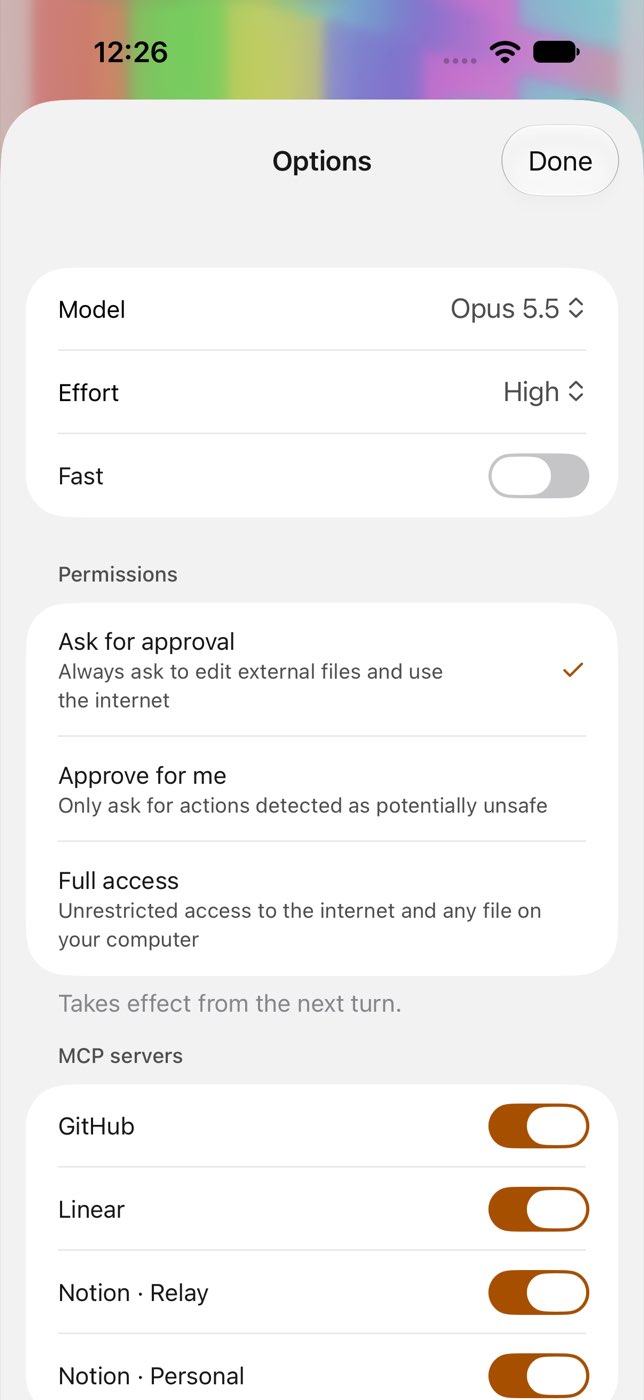 12:26
Options
Done
Model
Opus 5.5
Effort
High
Fast
Permissions
Ask for approval
Always ask to edit external files and use
the internet
Approve for me
Only ask for actions detected as potentially unsafe
Full access
Unrestricted access to the internet and any file on
your computer
Takes effect from the next turn.
MCP servers
GitHub
Linear
Notion · Relay
Notion · Personal